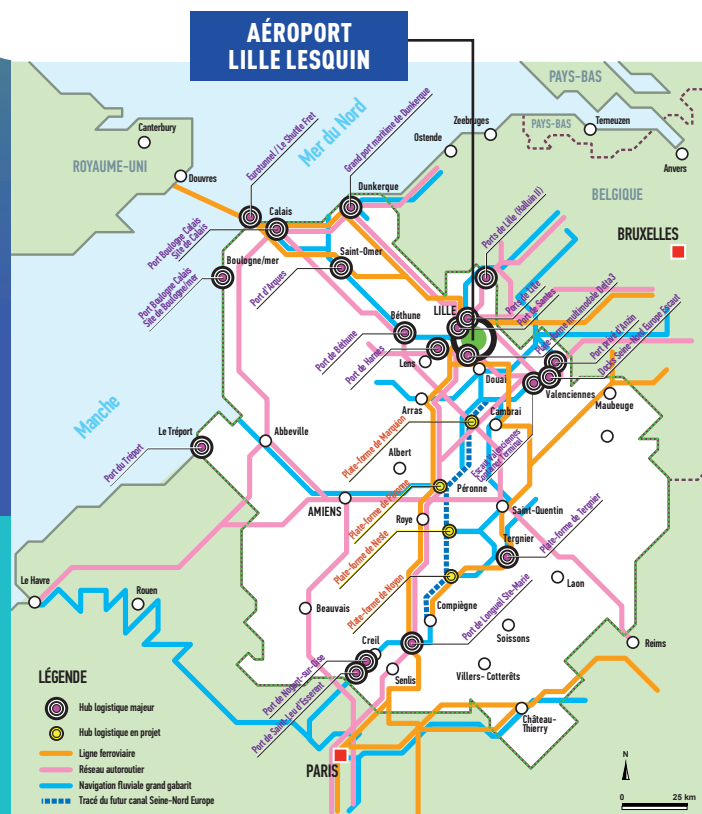 AÉROPORT
LILLE LESQUIN
PAYS-BAS
PAYS-BAS
Terneuzen
Zeebruges
Ostende
Anvers
Canterbury
ROYAUME-UNI
Douvres
Mer du Nord
Eurotunnel / Le Shuttle Fret
Grand port maritime de Dunkerque
Dunkerque
BELGIQUE
BRUXELLES
Calais
Port Boulogne Calais
Site de Calais
Boulogne/mer
Port Boulogne Calais
Site de Boulogne/mer
Saint-Omer
Port d'Arques
Ports de Lille (Halluin II)
LILLE
Ports de Lille
Port de Santes
Plate-forme multimodale Delta3
Port privé d'Anzin
Docks Seine-Nord Europe Escaut
Béthune
Port de Béthune
Port de Harnes
Lens
Douai
Valenciennes
Maubeuge
Arras
Cambrai
Escaut Valenciennes
Container Terminal
Manche
Le Tréport
Port du Tréport
Abbeville
Albert
Plate-forme de Marquion
Péronne
Plate-forme de Péronne
AMIENS
Roye
Saint-Quentin
Plate-forme de Nesle
Tergnier
Plate-forme de Tergnier
Plate-forme de Noyon
Laon
Le Havre
Rouen
Beauvais
Compiègne
Port de Longueil Ste-Marie
Soissons
Reims
Creil
Senlis
Villers- Cotterêts
Port de Nogent-sur-Oise
Port de Saint-Leu d'Esserent
Château-
Thierry
PARIS
LÉGENDE
Hub logistique majeur
Hub logistique en projet
Ligne ferroviaire
Réseau autoroutier
Navigation fluviale grand gabarit
Tracé du futur canal Seine-Nord Europe
N
0 25 km